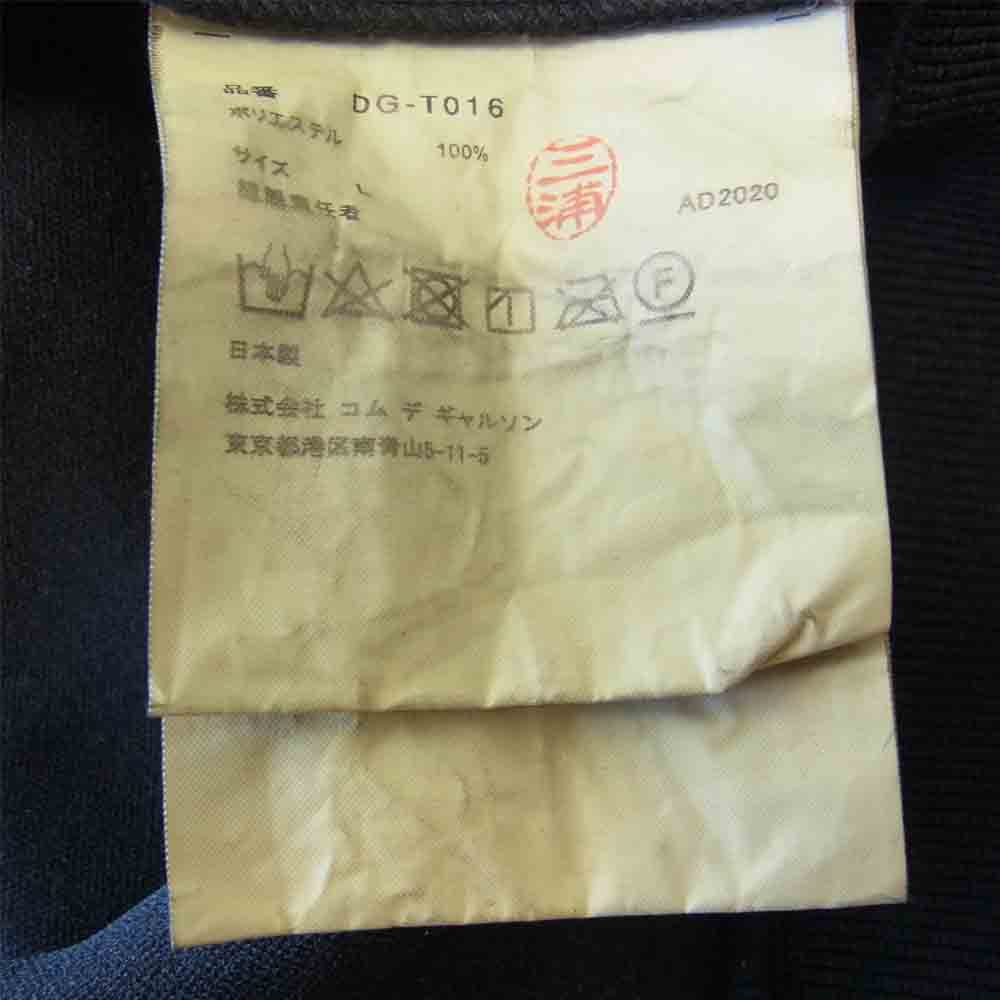 品番 DG-T016
ポリエステル 100%
サイズ L
縫製責任者 三浦 AD2020
F
日本製
株式会社 コム デ ギャルソン
東京都港区南青山5-11-5